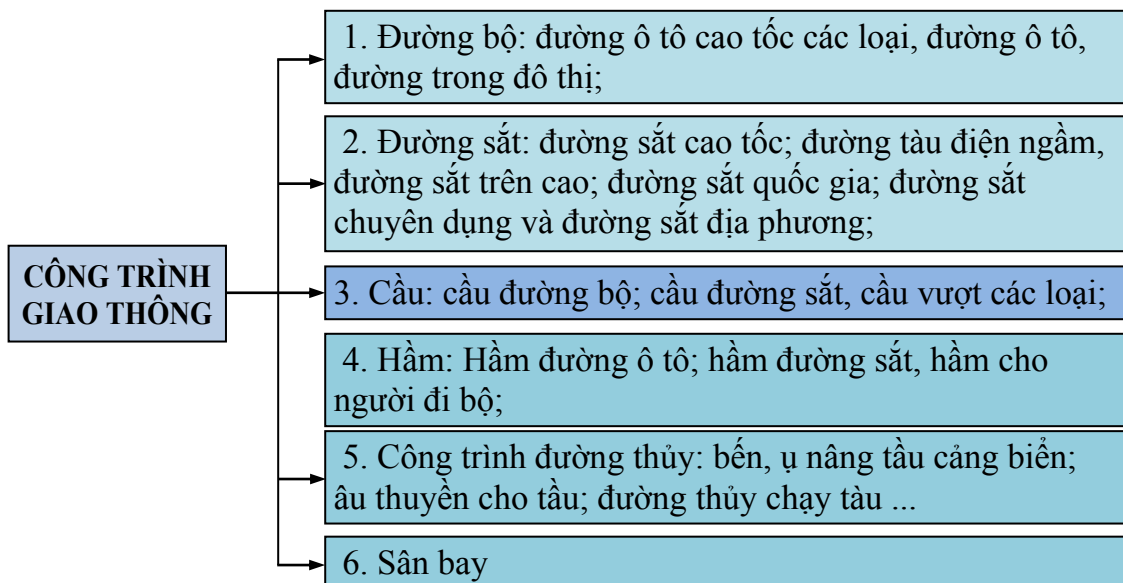 1. Đường bộ: đường ô tô cao tốc các loại, đường ô tô,
đường trong đô thị;
2. Đường sắt: đường sắt cao tốc; đường tàu điện ngầm,
đường sắt trên cao; đường sắt quốc gia; đường sắt
chuyên dụng và đường sắt địa phương;
CÔNG TRÌNH
GIAO THÔNG
3. Cầu: cầu đường bộ; cầu đường sắt, cầu vượt các loại;
4. Hầm: Hầm đường ô tô; hầm đường sắt, hầm cho
người đi bộ;
5. Công trình đường thủy: bến, ụ nâng tầu cảng biển;
âu thuyền cho tầu; đường thủy chạy tàu ...
6. Sân bay